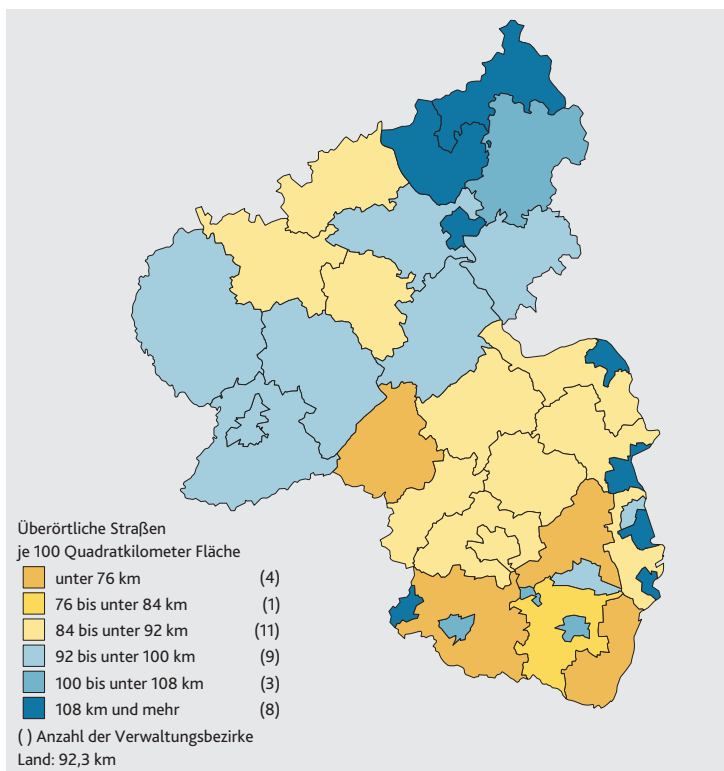 Überörtliche Straßen
je 100 Quadratkilometer Fläche
unter 76 km (4)
76 bis unter 84 km (1)
84 bis unter 92 km (11)
92 bis unter 100 km (9)
100 bis unter 108 km (3)
108 km und mehr (8)
( ) Anzahl der Verwaltungsbezirke
Land: 92,3 km